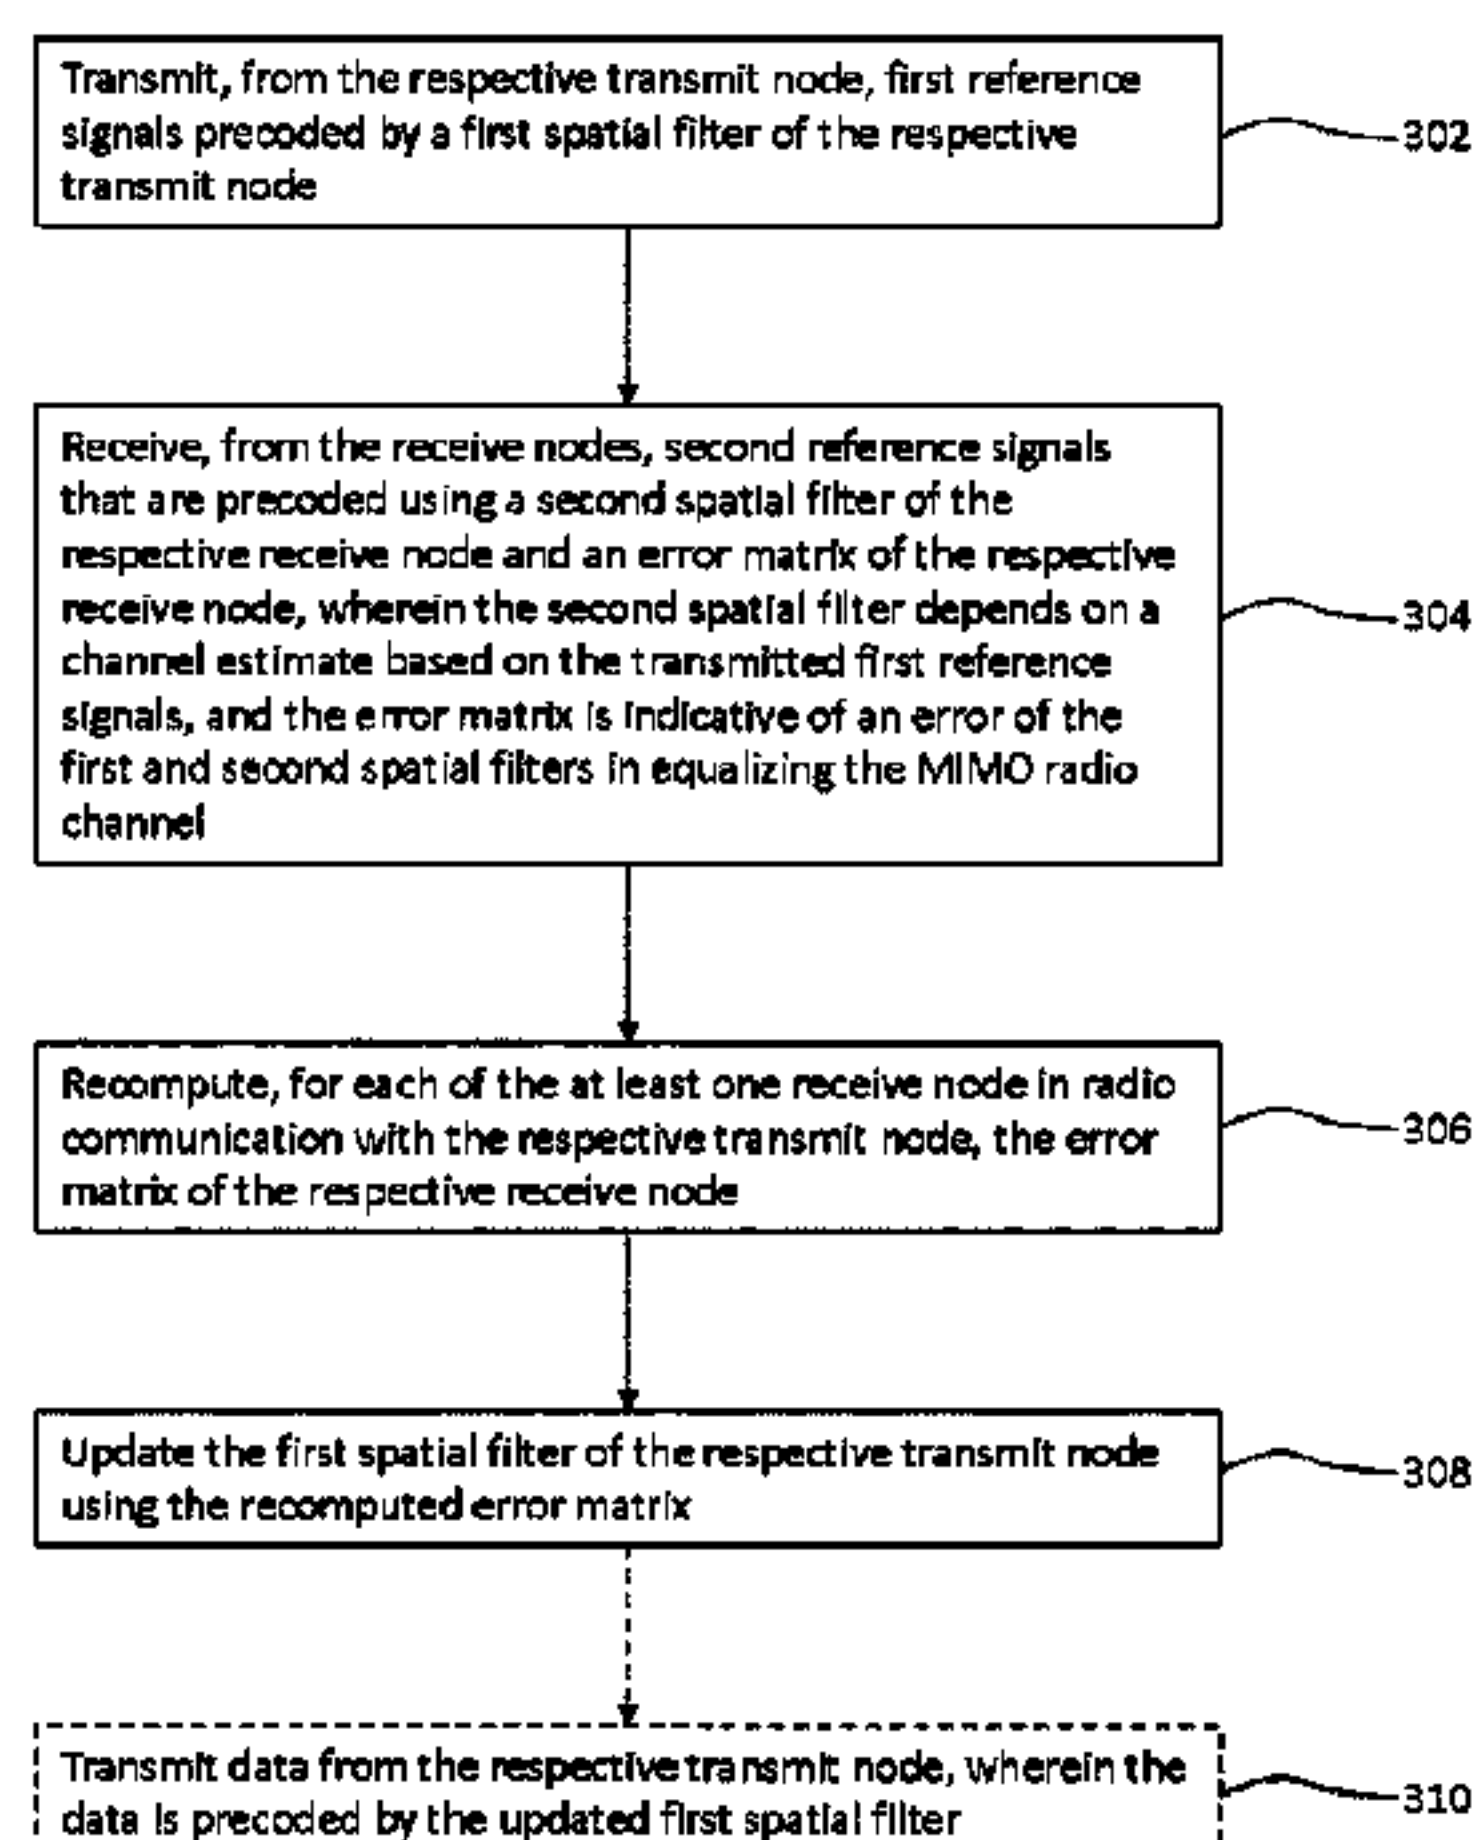 Transmit, from the respective transmit node, first reference
signals precoded by a first spatial filter of the respective
transmit node
302
Receive, from the receive nodes, second reference signals
that are precoded using a second spatial filter of the
respective receive node and an error matrix of the respective
receive node, wherein the second spatial filter depends on a
channel estimate based on the transmitted first reference
signals, and the error matrix is indicative of an error of the
first and second spatial filters in equalizing the MIMO radio
channel
304
Recompute, for each of the at least one receive node in radio
communication with the respective transmit node, the error
matrix of the respective receive node
306
Update the first spatial filter of the respective transmit node
using the recomputed error matrix
308
Transmit data from the respective transmit node, wherein the
data is precoded by the updated first spatial filter
310